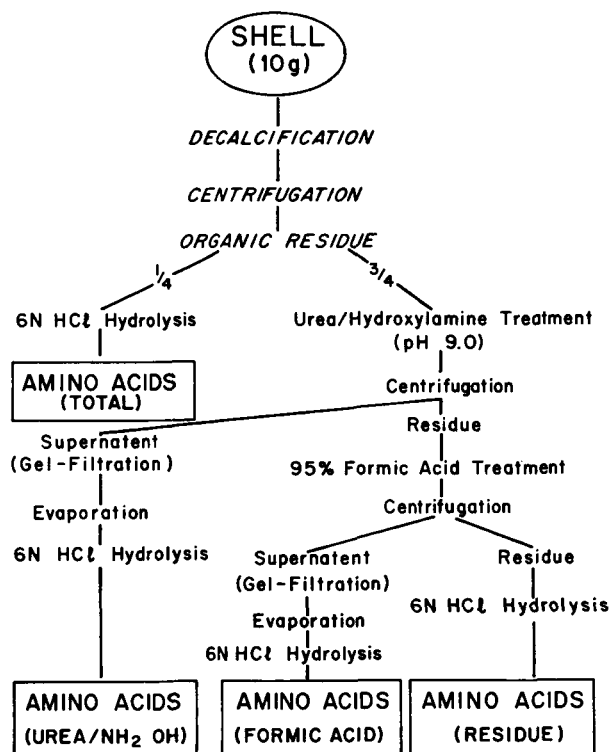 SHELL
(10g)
DECALCIFICATION
CENTRIFUGATION
ORGANIC RESIDUE
1/4
3/4
6N HCl Hydrolysis
AMINO ACIDS
(TOTAL)
Urea/Hydroxylamine Treatment
(pH 9.0)
Centrifugation
Supernatent
(Gel-Filtration)
Evaporation
6N HCl Hydrolysis
Residue
95% Formic Acid Treatment
Centrifugation
Supernatent
(Gel-Filtration)
Evaporation
6N HCl Hydrolysis
Residue
6N HCl Hydrolysis
AMINO ACIDS
(UREA/NH₂ OH)
AMINO ACIDS
(FORMIC ACID)
AMINO ACIDS
(RESIDUE)